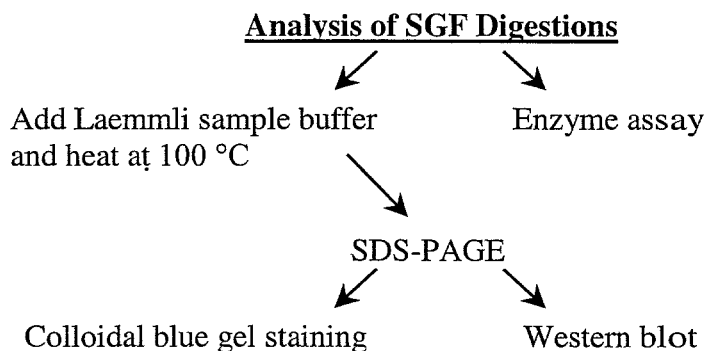 Analysis of SGF Digestions
Add Laemmli sample buffer
and heat at 100 °C
Enzyme assay
SDS-PAGE
Colloidal blue gel staining
Western blot